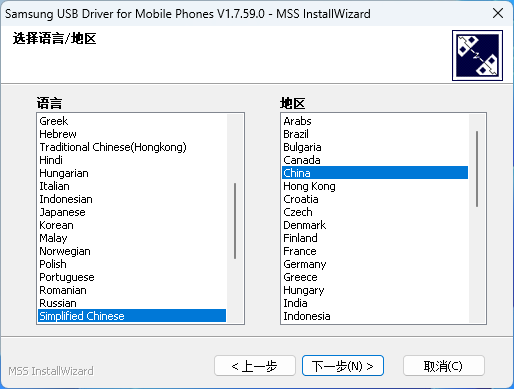 Samsung USB Driver for Mobile Phones V1.7.59.0 - MSS InstallWizard
选择语言/地区
语言
Greek
Hebrew
Traditional Chinese(Hongkong)
Hindi
Hungarian
Italian
Indonesian
Japanese
Korean
Malay
Norwegian
Polish
Portuguese
Romanian
Russian
Simplified Chinese
地区
Arabs
Brazil
Bulgaria
Canada
China
Hong Kong
Croatia
Czech
Denmark
Finland
France
Germany
Greece
Hungary
India
Indonesia
MSS InstallWizard
< 上一步
下一步(N) >
取消(C)